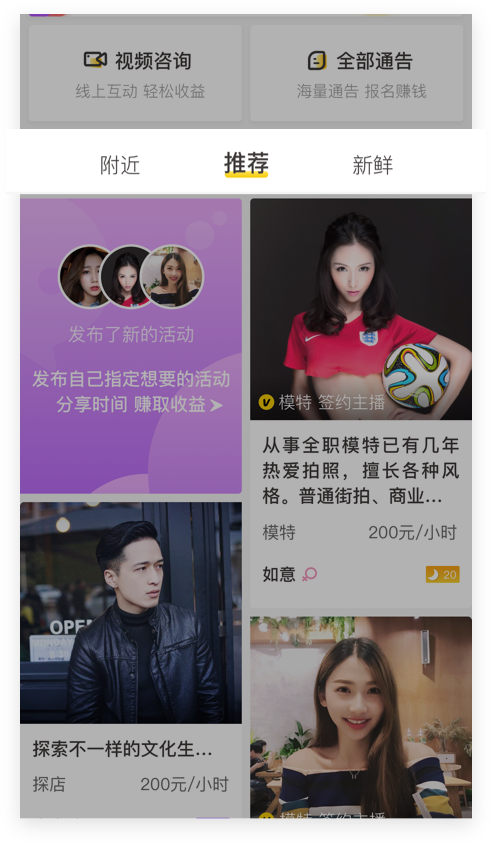 视频咨询
线上互动 轻松收益
全部通告
海量通告 报名赚钱
附近
推荐
新鲜
发布了新的活动
发布自己指定想要的活动
分享时间 赚取收益
V 模特 签约主播
从事全职模特已有几年
热爱拍照，擅长各种风
格。普通街拍、商业...
模特
200元/小时
如意
20
OPEN
探索不一样的文化生...
探店
200元/小时
模特 签约主播